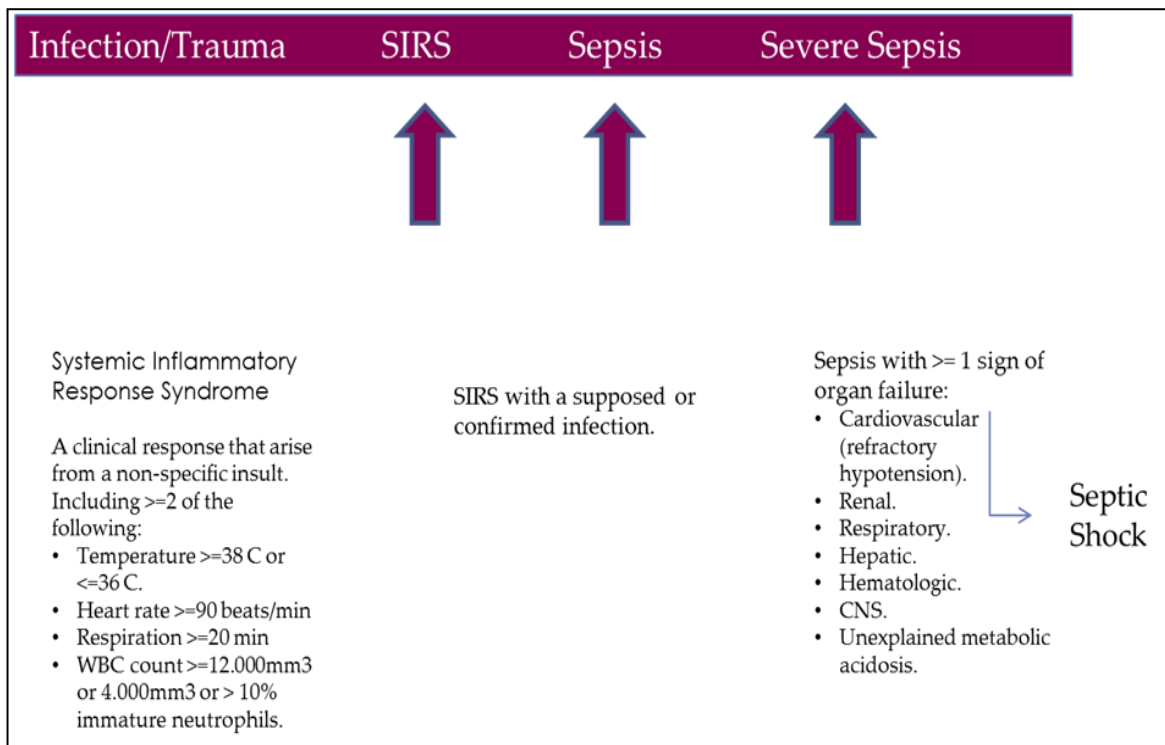 Infection/Trauma SIRS Sepsis Severe Sepsis
Systemic Inflammatory
Response Syndrome
A clinical response that arise
from a non-specific insult.
Including >=2 of the
following:
• Temperature >=38 C or
<=36 C.
• Heart rate >=90 beats/min
• Respiration >=20 min
• WBC count >=12.000mm3
or 4.000mm3 or > 10%
immature neutrophils.
SIRS with a supposed or
confirmed infection.
Sepsis with >= 1 sign of
organ failure:
• Cardiovascular
(refractory
hypotension).
• Renal.
• Respiratory.
• Hepatic.
• Hematologic.
• CNS.
• Unexplained metabolic
acidosis.
Septic
Shock